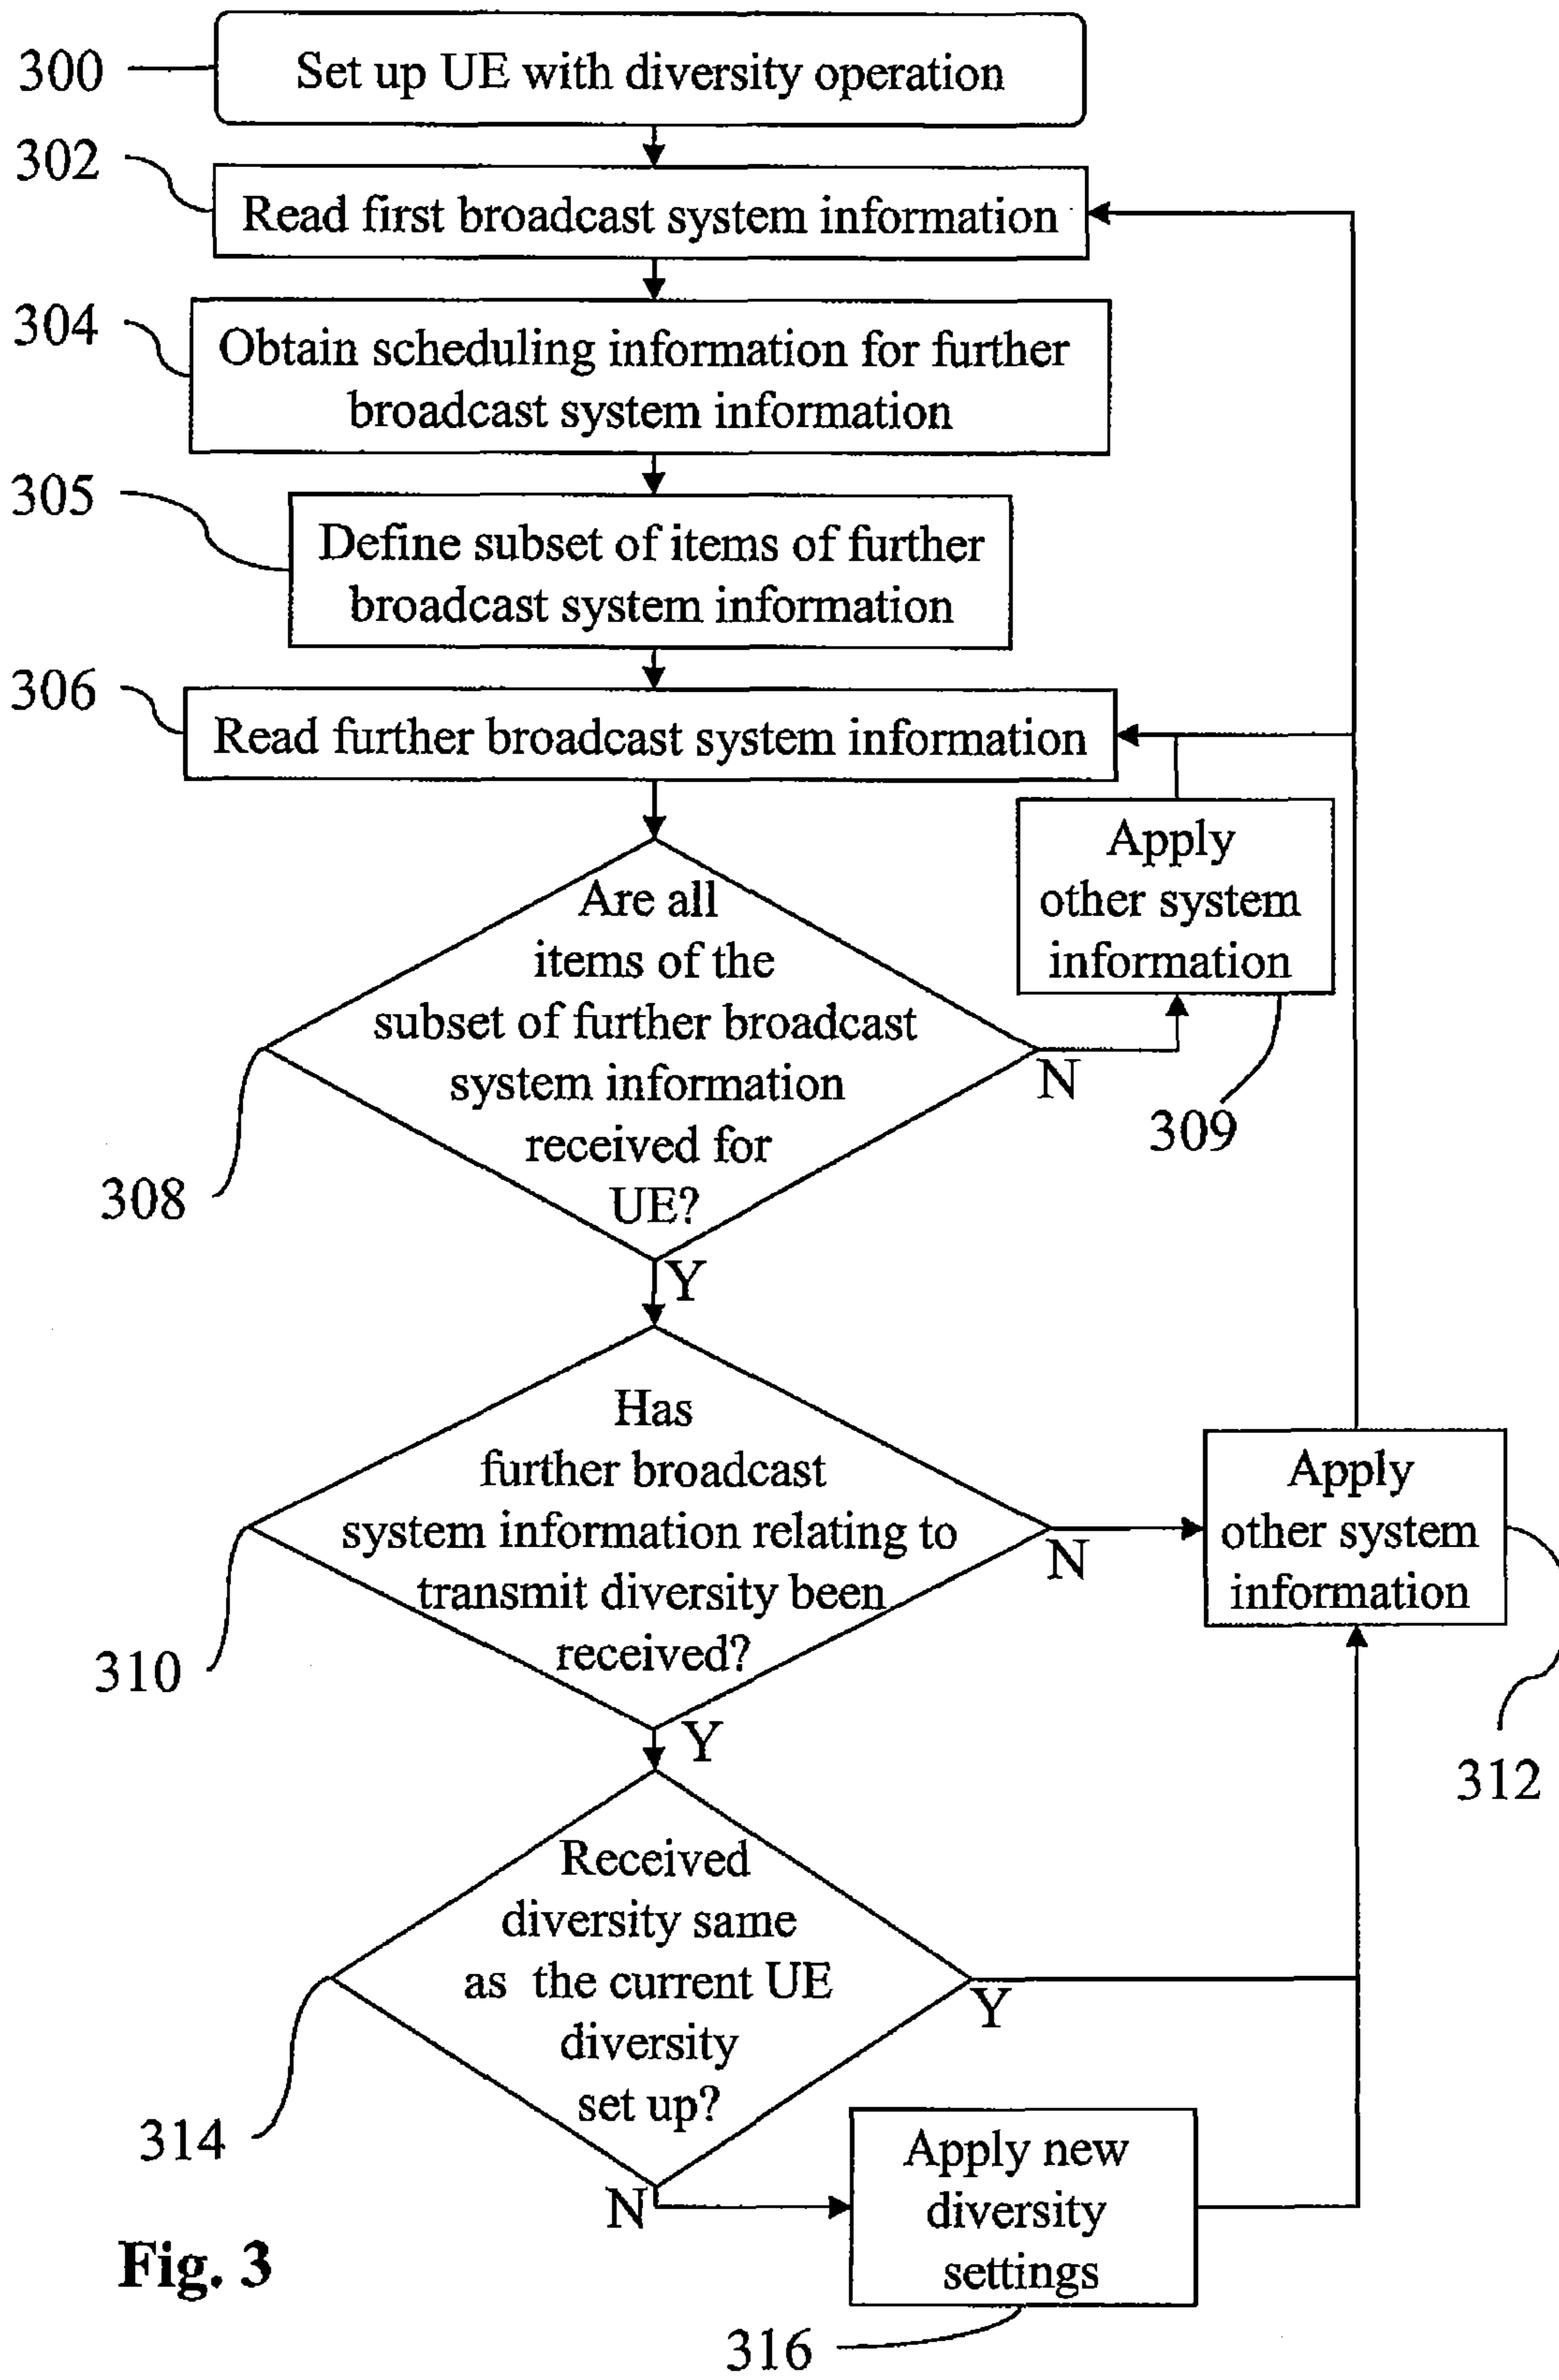 300
Set up UE with diversity operation
302
Read first broadcast system information
304
Obtain scheduling information for further
broadcast system information
305
Define subset of items of further
broadcast system information
306
Read further broadcast system information
Apply
other system
information
309
Are all
items of the
subset of further broadcast
system information
received for
UE?
N
308
Y
Has
further broadcast
system information relating to
transmit diversity been
received?
N
310
Apply
other system
information
312
Y
Received
diversity same
as the current UE
diversity
set up?
Y
314
N
Apply new
diversity
settings
316
Fig. 3